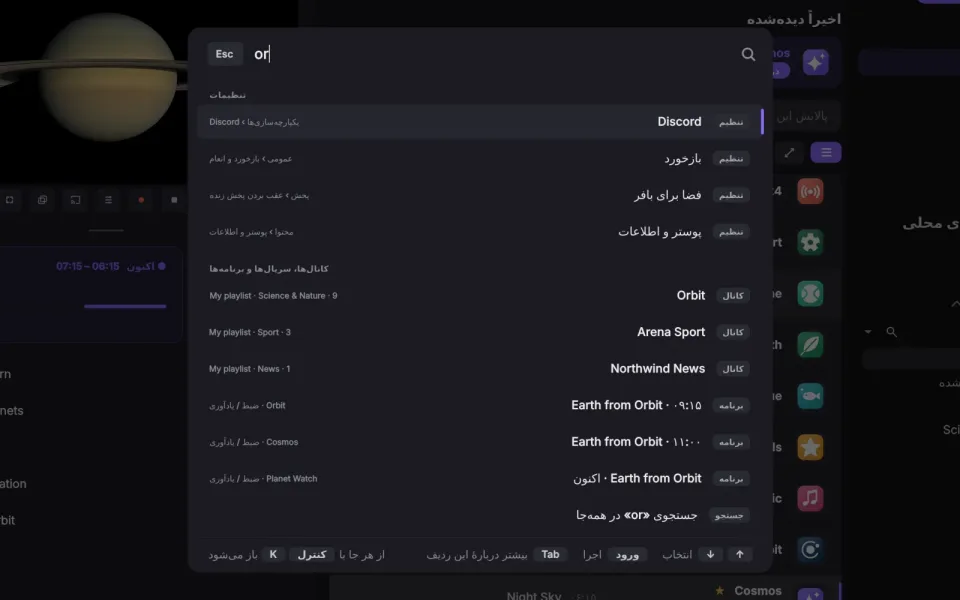 اخیراً دیده‌شده
Esc or
تنظیمات
تنظیم Discord یکپارچه‌سازی‌ها › Discord
تنظیم بازخورد عمومی › بازخورد و انعام
تنظیم فضا برای بافر پخش › عقب بردن پخش زنده
تنظیم پوستر و اطلاعات محتوا › پوستر و اطلاعات
کانال‌ها، سریال‌ها و برنامه‌ها
کانال Orbit My playlist · Science & Nature · 9
کانال Arena Sport My playlist · Sport · 3
کانال Northwind News My playlist · News · 1
برنامه Earth from Orbit · ۰۹:۱۵ ضبط / یادآوری · Orbit
برنامه Earth from Orbit · ۱۱:۰۰ ضبط / یادآوری · Cosmos
برنامه Earth from Orbit · اکنون ضبط / یادآوری · Planet Watch
جستجو جستجوی «or» در همه‌جا
↑ ↓ انتخاب ورود اجرا Tab بیشتر دربارهٔ این ردیف از هر جا با کنترل K باز می‌شود
اکنون 06:15 – 07:15
پالایش این
ی محلی
Cosmos
Night Sky